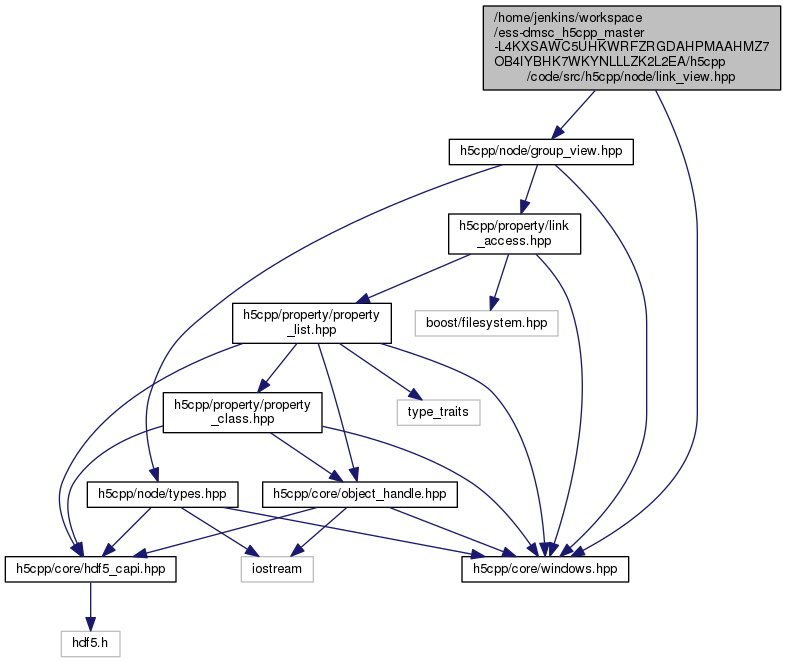 /home/jenkins/workspace
/ess-dmsc_h5cpp_master
-L4KXSAWC5UHKWRFZRGDAHPMAAHMZ7
OB4IYBHK7WKYNLLLZK2L2EA/h5cpp
/code/src/h5cpp/node/link_view.hpp
h5cpp/node/group_view.hpp
h5cpp/property/link
_access.hpp
h5cpp/property/property
_list.hpp
boost/filesystem.hpp
h5cpp/property/property
_class.hpp
type_traits
h5cpp/node/types.hpp
h5cpp/core/object_handle.hpp
h5cpp/core/hdf5_capi.hpp
iostream
h5cpp/core/windows.hpp
hdf5.h